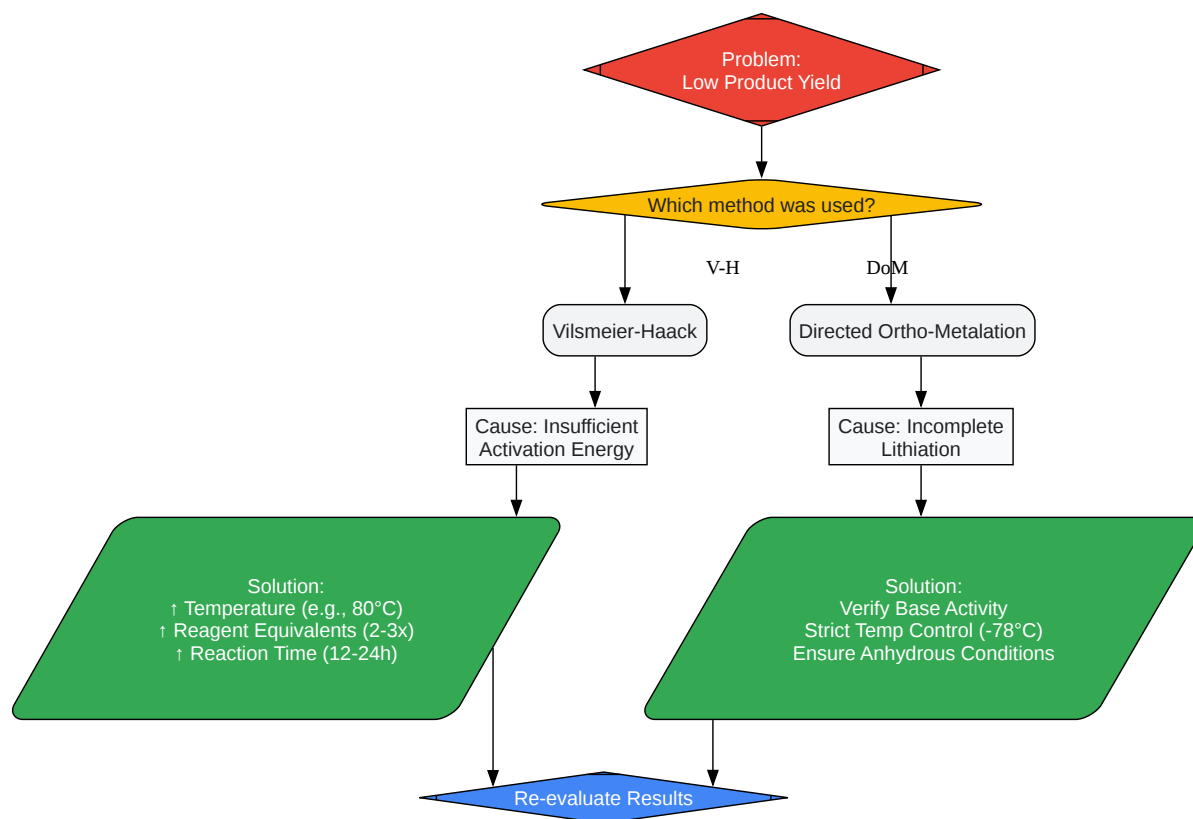 Problem:
Low Product Yield
Which method was used?
V-H
DoM
Vilsmeier-Haack
Directed Ortho-Metalation
Cause: Insufficient
Activation Energy
Cause: Incomplete
Lithiation
Solution:
↑ Temperature (e.g., 80°C)
↑ Reagent Equivalents (2-3x)
↑ Reaction Time (12-24h)
Solution:
Verify Base Activity
Strict Temp Control (-78°C)
Ensure Anhydrous Conditions
Re-evaluate Results